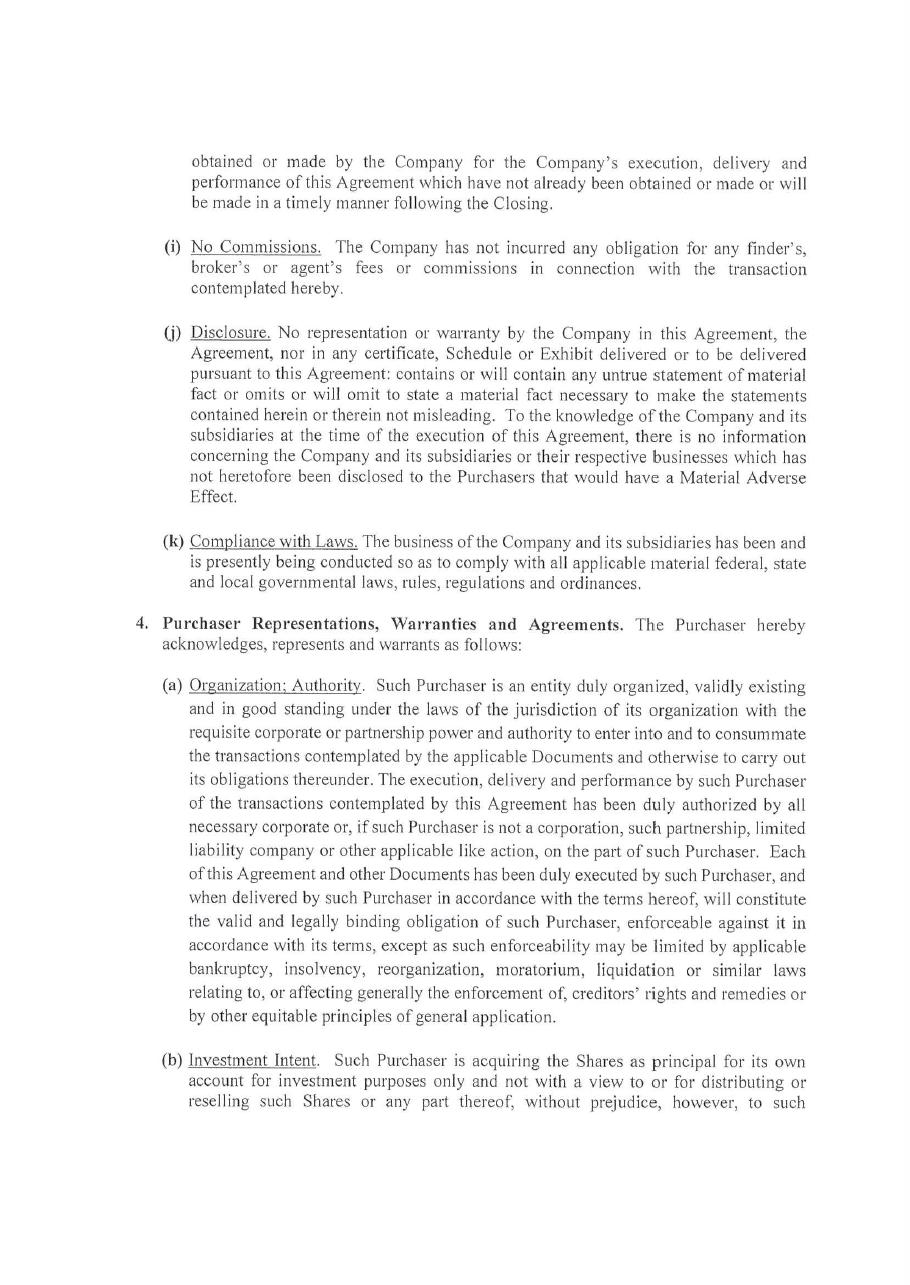 obtained or made by the Company for the Company's execution, delivery and
performance of this Agreement which have not already been obtained or made or will
be made in a timely manner following the Closing.
(i) No Commissions. The Company has not incurred any obligation for any finder's,
broker's or agent's fees or commissions in connection with the transaction
contemplated hereby.
(j) Disclosure. No representation or warranty by the Company in this Agreement, the
Agreement, nor in any certificate, Schedule or Exhibit delivered or to be delivered
pursuant to this Agreement: contains or will contain any untrue statement of material
fact or omits or will omit to state a material fact necessary to make the statements
contained herein or therein not misleading. To the knowledge of the Company and its
subsidiaries at the time of the execution of this Agreement, there is no information
concerning the Company and its subsidiaries or their respective businesses which has
not heretofore been disclosed to the Purchasers that would have a Material Adverse
Effect.
(k) Compliance with Laws. The business of the Company and its subsidiaries has been and
is presently being conducted so as to comply with all applicable material federal, state
and local governmental laws, rules, regulations and ordinances.
4. Purchaser Representations, Warranties and Agreements. The Purchaser hereby
acknowledges, represents and warrants as follows:
(a) Organization; Authority. Such Purchaser is an entity duly organized, validly existing
and in good standing under the laws of the jurisdiction of its organization with the
requisite corporate or partnership power and authority to enter into and to consummate
the transactions contemplated by the applicable Documents and otherwise to carry out
its obligations thereunder. The execution, delivery and performance by such Purchaser
of the transactions contemplated by this Agreement has been duly authorized by all
necessary corporate or, if such Purchaser is not a corporation, such partnership, limited
liability company or other applicable like action, on the part of such Purchaser. Each
of this Agreement and other Documents has been duly executed by such Purchaser, and
when delivered by such Purchaser in accordance with the terms hereof, will constitute
the valid and legally binding obligation of such Purchaser, enforceable against it in
accordance with its terms, except as such enforceability may be limited by applicable
bankruptcy, insolvency, reorganization, moratorium, liquidation or similar laws
relating to, or affecting generally the enforcement of, creditors' rights and remedies or
by other equitable principles of general application.
(b) Investment Intent. Such Purchaser is acquiring the Shares as principal for its own
account for investment purposes only and not with a view to or for distributing or
reselling such Shares or any part thereof, without prejudice, however, to such